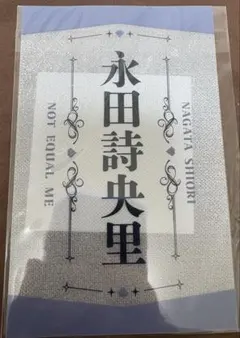 永田詩央里
NAGATA SHIORI
NOT EQUAL ME